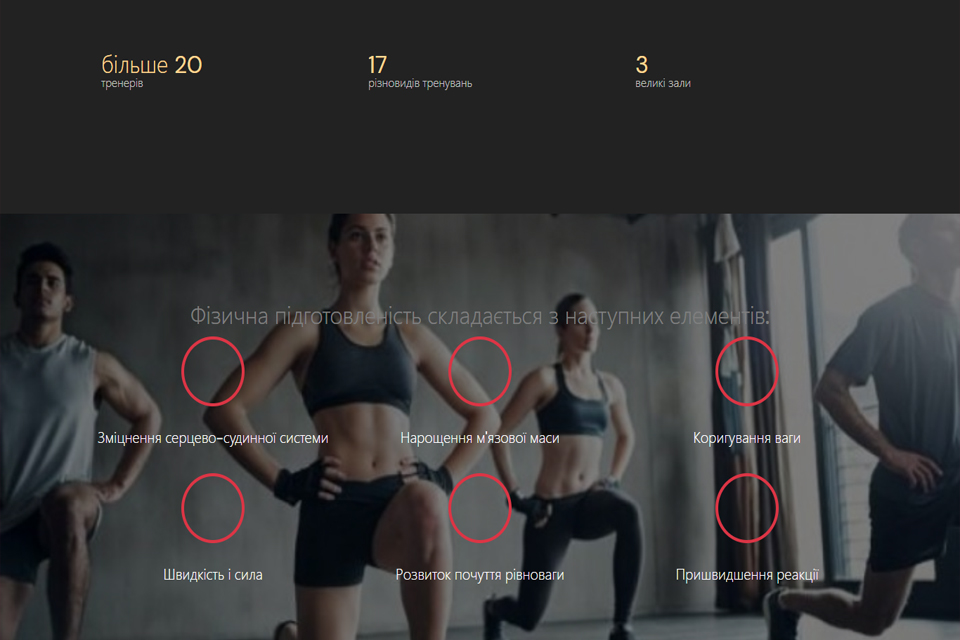 більше 20
тренерів
17
різновидів тренувань
3
великі зали
Фізична підготовленість складається з наступних елементів:
Зміцнення серцево-судинної системи
Нарощення м'язової маси
Коригування ваги
Швидкість і сила
Розвиток почуття рівноваги
Пришвидшення реакції